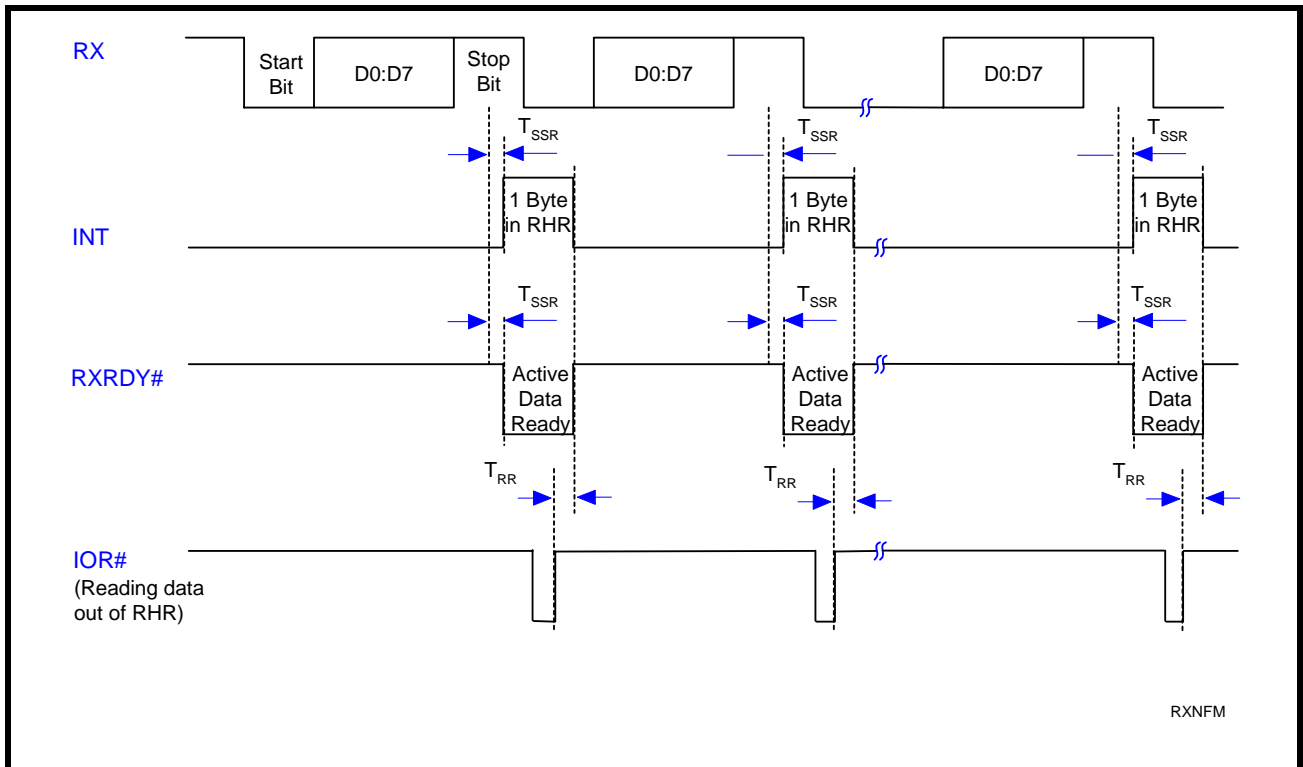 RX
Start
Bit
D0:D7
Stop
Bit
D0:D7
D0:D7
TSSR
TSSR
TSSR
INT
1 Byte
in RHR
1 Byte
in RHR
1 Byte
in RHR
TSSR
TSSR
TSSR
RXRDY#
Active
Data
Ready
Active
Data
Ready
Active
Data
Ready
TRR
TRR
TRR
IOR#
(Reading data
out of RHR)
RXNFM